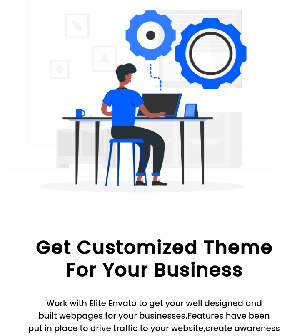 Get Customized Theme
For Your Business
Work with Elite Envato to get your well designed and
built webpages for your businesses.Features have been
put in place to drive traffic to your website,create awareness